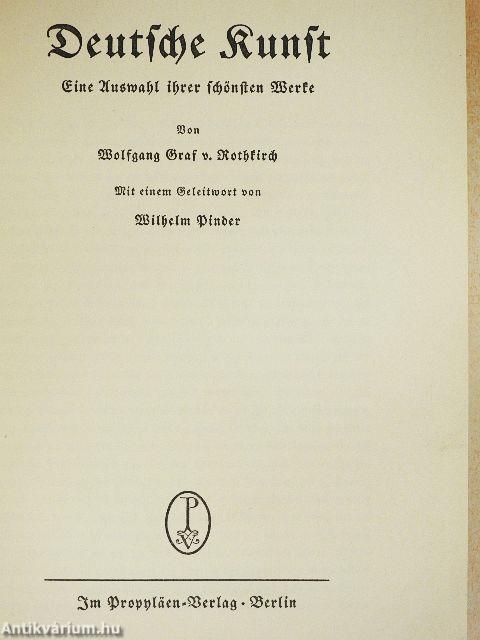 Deutſche Kunſt
Eine Auswahl ihrer ſchönſten Werke
Von
Wolfgang Graf v. Rothkirch
Mit einem Geleitwort von
Wilhelm Pinder
P
V
Im Propyläen-Verlag · Berlin
Antikvárium.hu